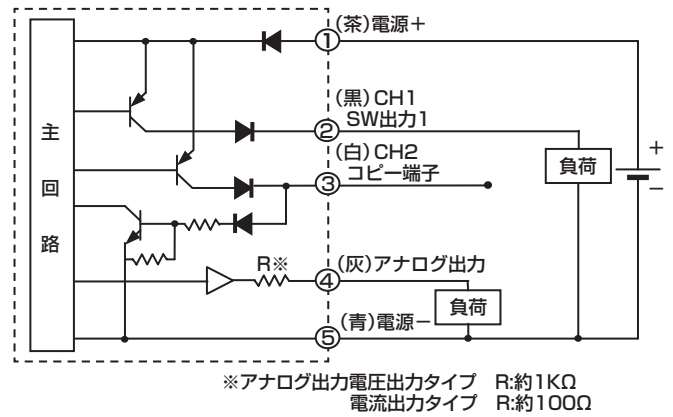 ①(茶)電源+
主回路
②(黒)CH1
SW出力1
③(白)CH2
コピー端子
負荷
+
−
R※
④(灰)アナログ出力
負荷
⑤(青)電源−
※アナログ出力電圧出力タイプ R:約1KΩ
電流出力タイプ R:約100Ω